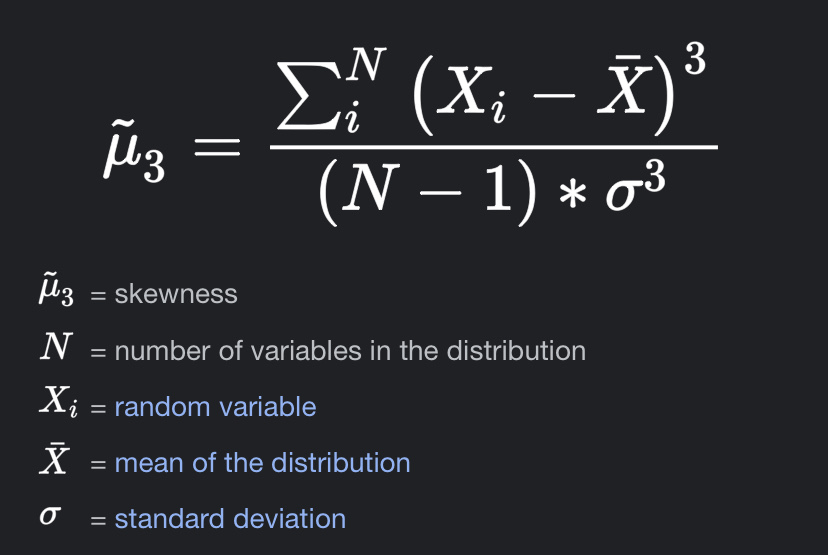 μ̃₃ = ∑ᵢᴺ (Xᵢ − X̄)³ / (N − 1) * σ³
μ̃₃ = skewness
N = number of variables in the distribution
Xᵢ = random variable
X̄ = mean of the distribution
σ = standard deviation